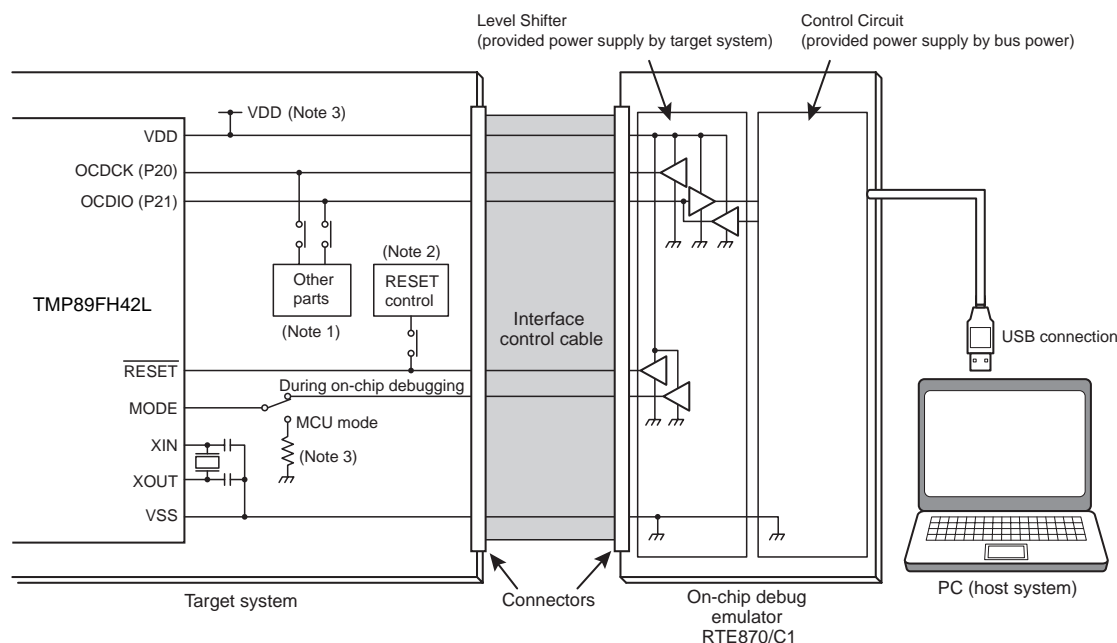 Level Shifter
(provided power supply by target system)
Control Circuit
(provided power supply by bus power)
VDD (Note 3)
VDD
OCDCK (P20)
OCDIO (P21)
(Note 2)
Other
parts
RESET
control
TMP89FH42L
(Note 1)
Interface
control cable
USB connection
RESET
During on-chip debugging
MODE
MCU mode
XIN
(Note 3)
XOUT
VSS
Target system
Connectors
On-chip debug
emulator
RTE870/C1
PC (host system)